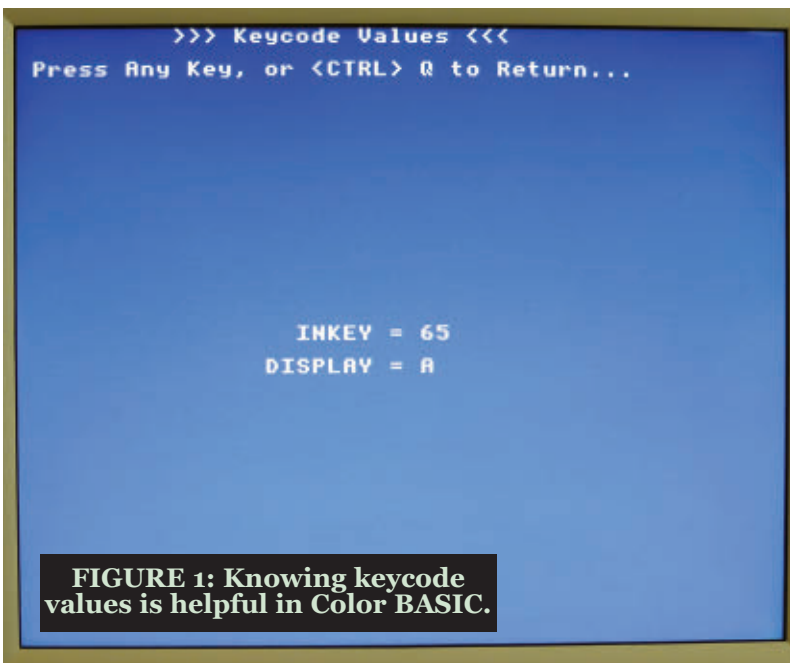 >>> Keycode Values <<<
Press Any Key, or <CTRL> Q to Return...
INKEY = 65
DISPLAY = A
FIGURE 1: Knowing keycode
values is helpful in Color BASIC.